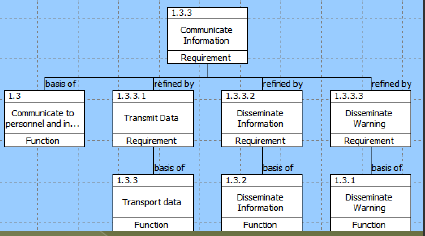 1.3.3
Communicate
Information
Requirement
basis of
refined by
refined by
refined by
1.3
Communicate to
personnel and in...
Function
1.3.3.1
Transmit Data
Requirement
1.3.3.2
Disseminate
Information
Requirement
1.3.3.3
Disseminate
Warning
Requirement
basis of
basis of
basis of
1.3.3
Transport data
Function
1.3.2
Disseminate
Information
Function
1.3.1
Disseminate
Warning
Function